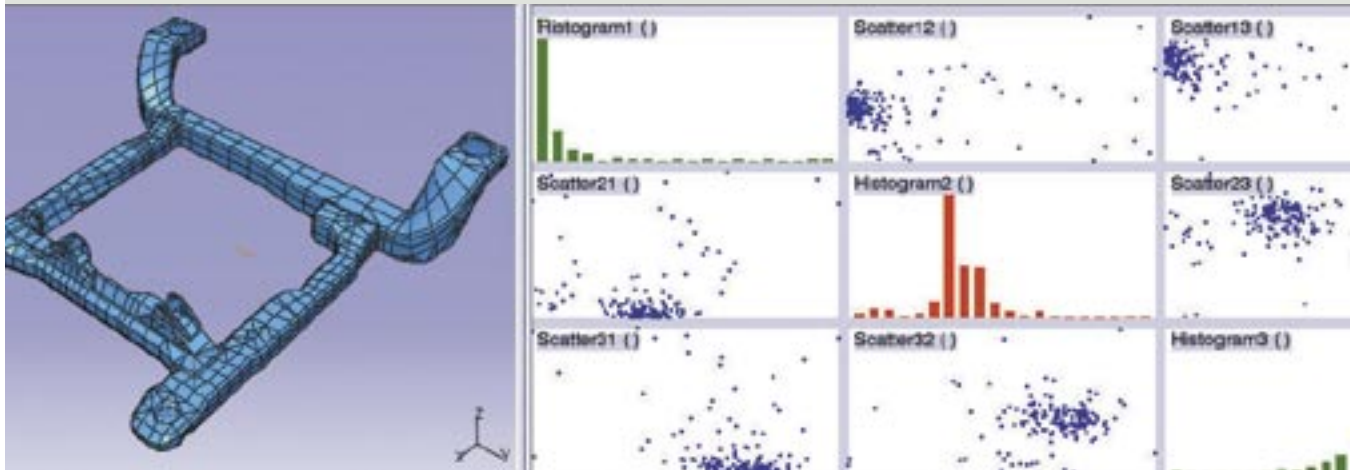 Histogram1 ()
Scatter12 ()
Scatter13 ()
Scatter21 ()
Histogram2 ()
Scatter23 ()
Scatter31 ()
Scatter32 ()
Histogram3 ()
z
x
y